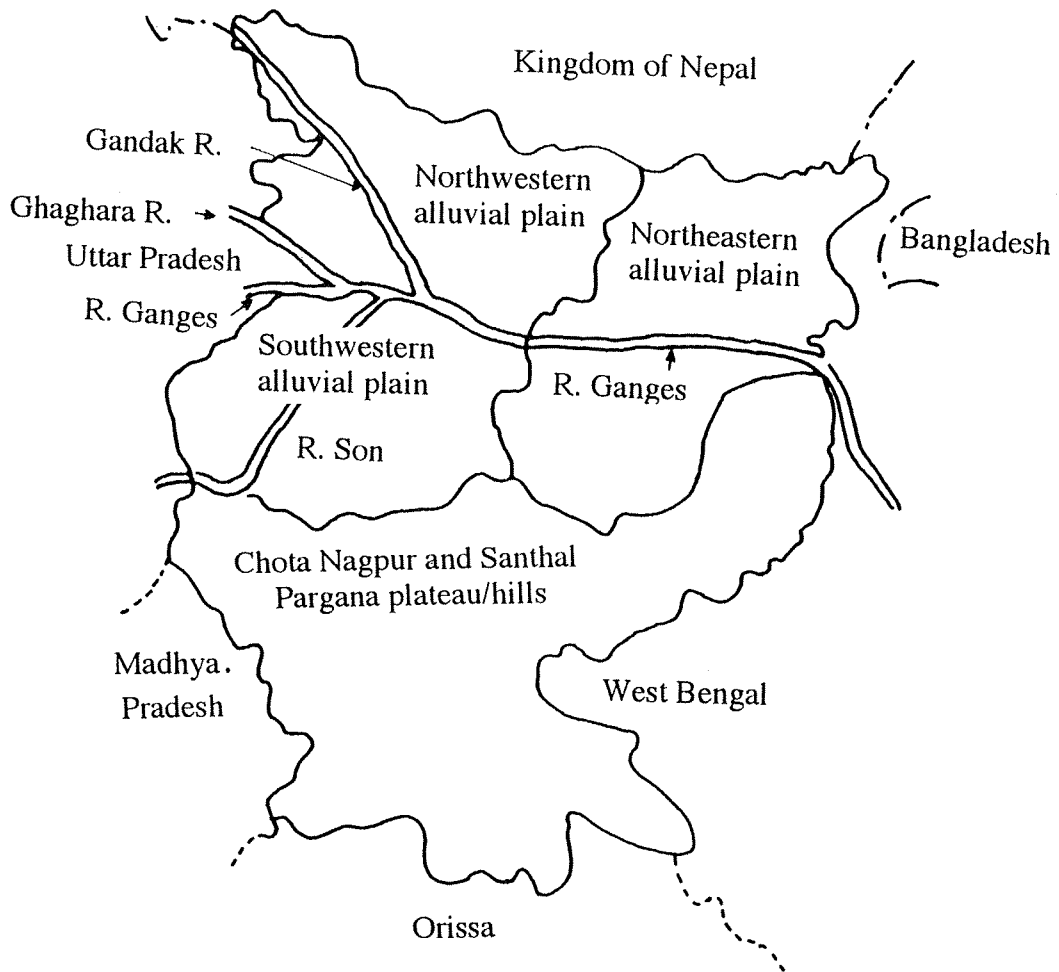 Kingdom of Nepal
Gandak R.
Northwestern
alluvial plain
Ghaghara R.
Northeastern
alluvial plain
Bangladesh
Uttar Pradesh
R. Ganges
Southwestern
alluvial plain
R. Ganges
R. Son
Chota Nagpur and Santhal
Pargana plateau/hills
Madhya.
Pradesh
West Bengal
Orissa